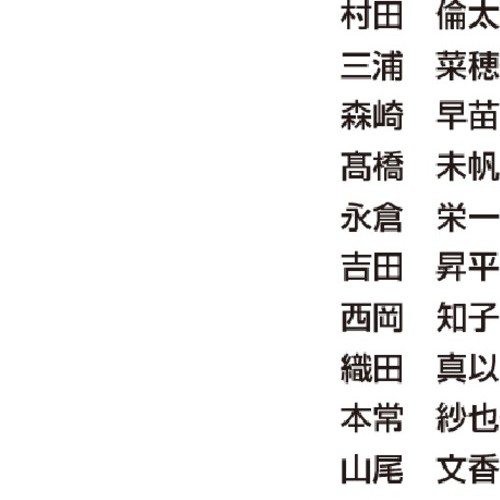 村田　倫太
三浦　菜穂
森崎　早苗
髙橋　未帆
永倉　栄一
吉田　昇平
西岡　知子
織田　真以
本常　紗也
山尾　文香